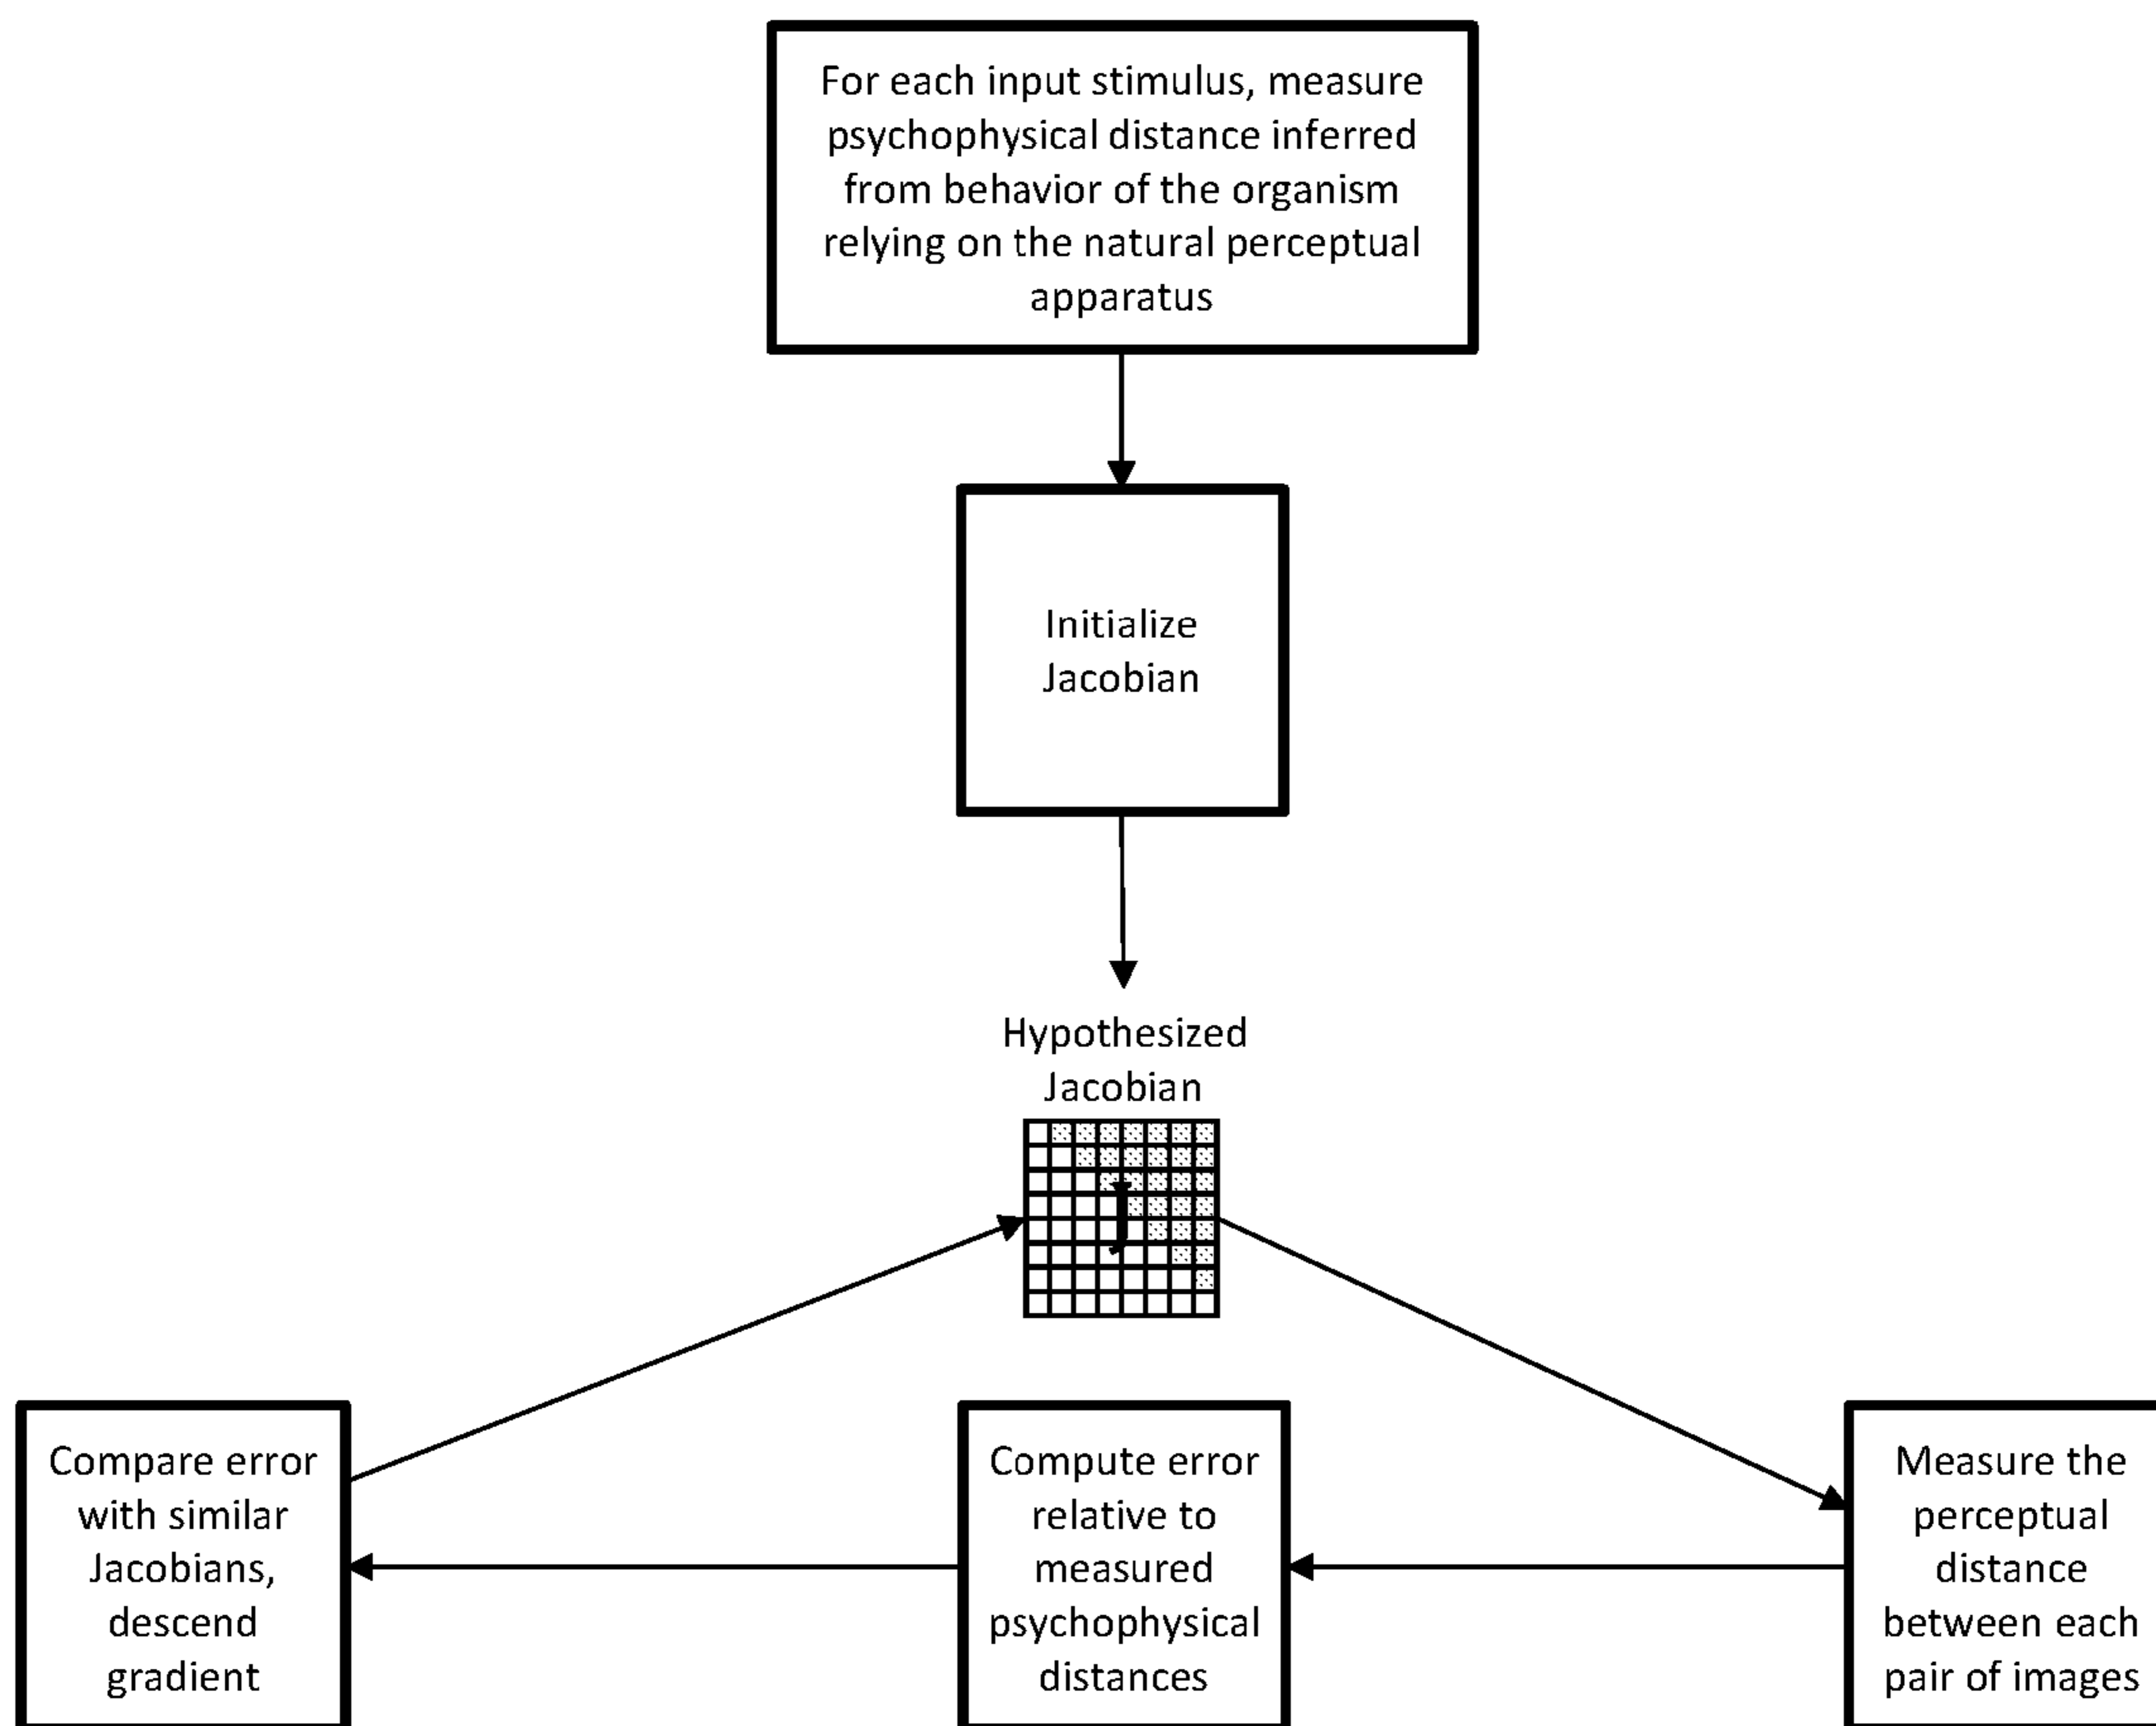 For each input stimulus, measure
psychophysical distance inferred
from behavior of the organism
relying on the natural perceptual
apparatus
Initialize
Jacobian
Hypothesized
Jacobian
J
Compare error
with similar
Jacobians,
descend
gradient
Compute error
relative to
measured
psychophysical
distances
Measure the
perceptual
distance
between each
pair of images